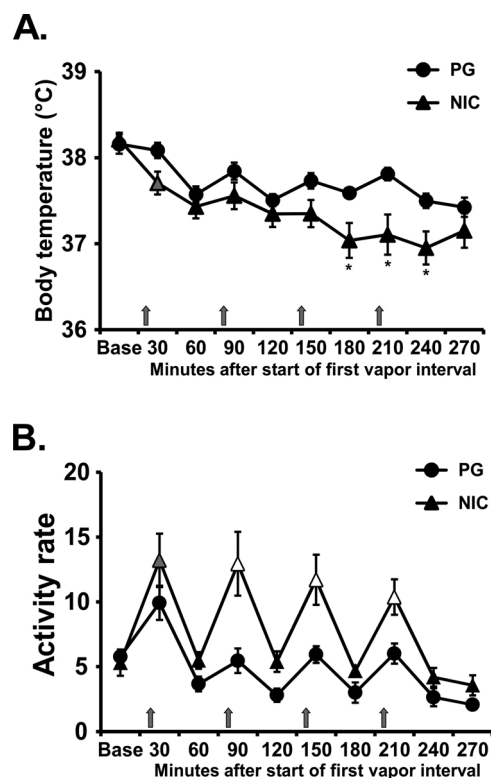 A.
39
38
37
36
Body temperature (°C)
PG
NIC
*
*
*
Base 30 60 90 120 150 180 210 240 270
Minutes after start of first vapor interval
B.
20
15
10
5
0
Activity rate
PG
NIC
Base 30 60 90 120 150 180 210 240 270
Minutes after start of first vapor interval